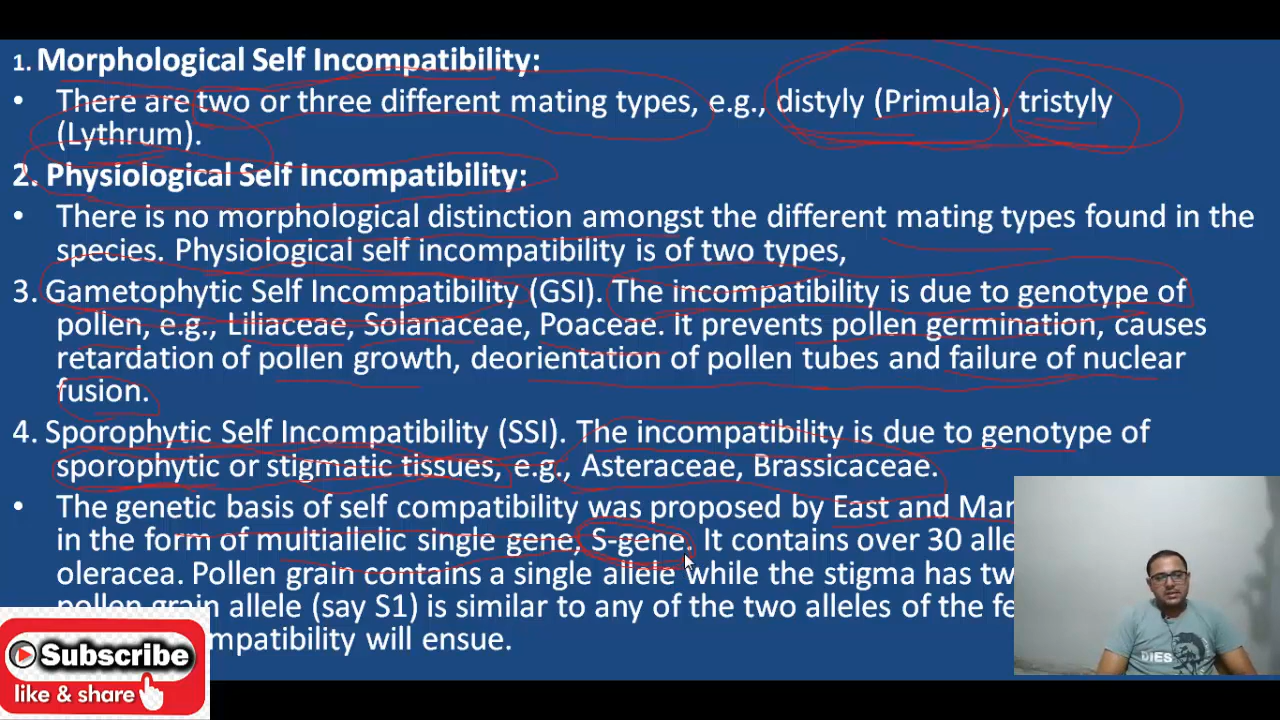 1. Morphological Self Incompatibility:
• There are two or three different mating types, e.g., distyly (Primula), tristyly
(Lythrum).
2. Physiological Self Incompatibility:
• There is no morphological distinction amongst the different mating types found in the
species. Physiological self incompatibility is of two types,
3. Gametophytic Self Incompatibility (GSI). The incompatibility is due to genotype of
pollen, e.g., Liliaceae, Solanaceae, Poaceae. It prevents pollen germination, causes
retardation of pollen growth, deorientation of pollen tubes and failure of nuclear
fusion.
4. Sporophytic Self Incompatibility (SSI). The incompatibility is due to genotype of
sporophytic or stigmatic tissues, e.g., Asteraceae, Brassicaceae.
• The genetic basis of self compatibility was proposed by East and
in the form of multiallelic single gene, S-gene. It contains over 30
oleracea. Pollen grain contains a single allele while the stigma has
pollen grain allele (say S1) is similar to any of the two alleles of the
will ensue.
Subscribe
like & share
DIES